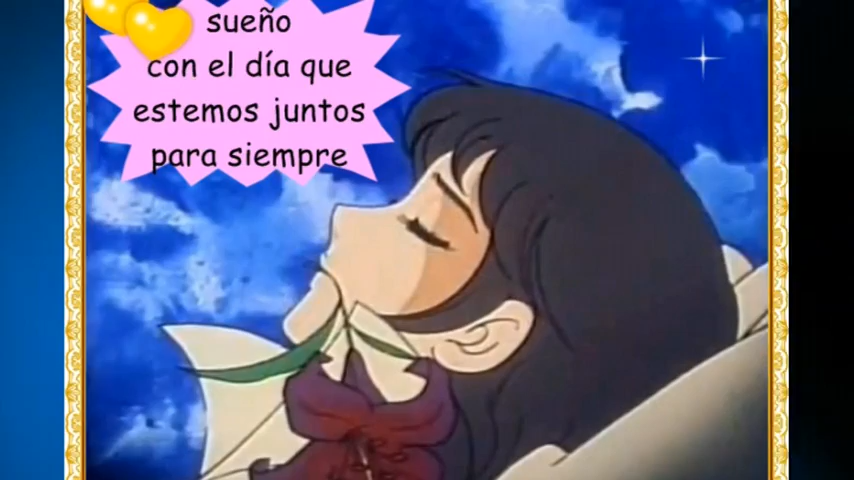 sueño
con el día que
estemos juntos
para siempre